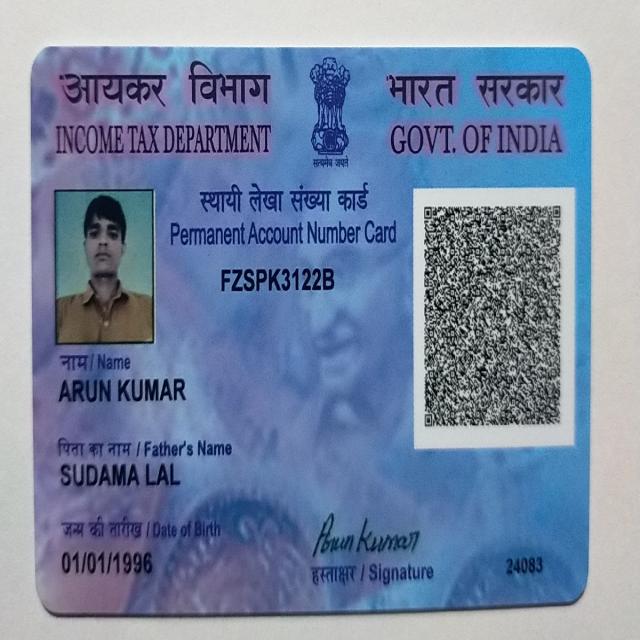 आयकर विभाग
INCOME TAX DEPARTMENT
सत्यमेव जयते
भारत सरकार
GOVT. OF INDIA
स्थायी लेखा संख्या कार्ड
Permanent Account Number Card
FZSPK3122B
नाम / Name
ARUN KUMAR
पिता का नाम / Father's Name
SUDAMA LAL
जन्म की तारीख / Date of Birth
01/01/1996
Arun Kumar
हस्ताक्षर / Signature
24083